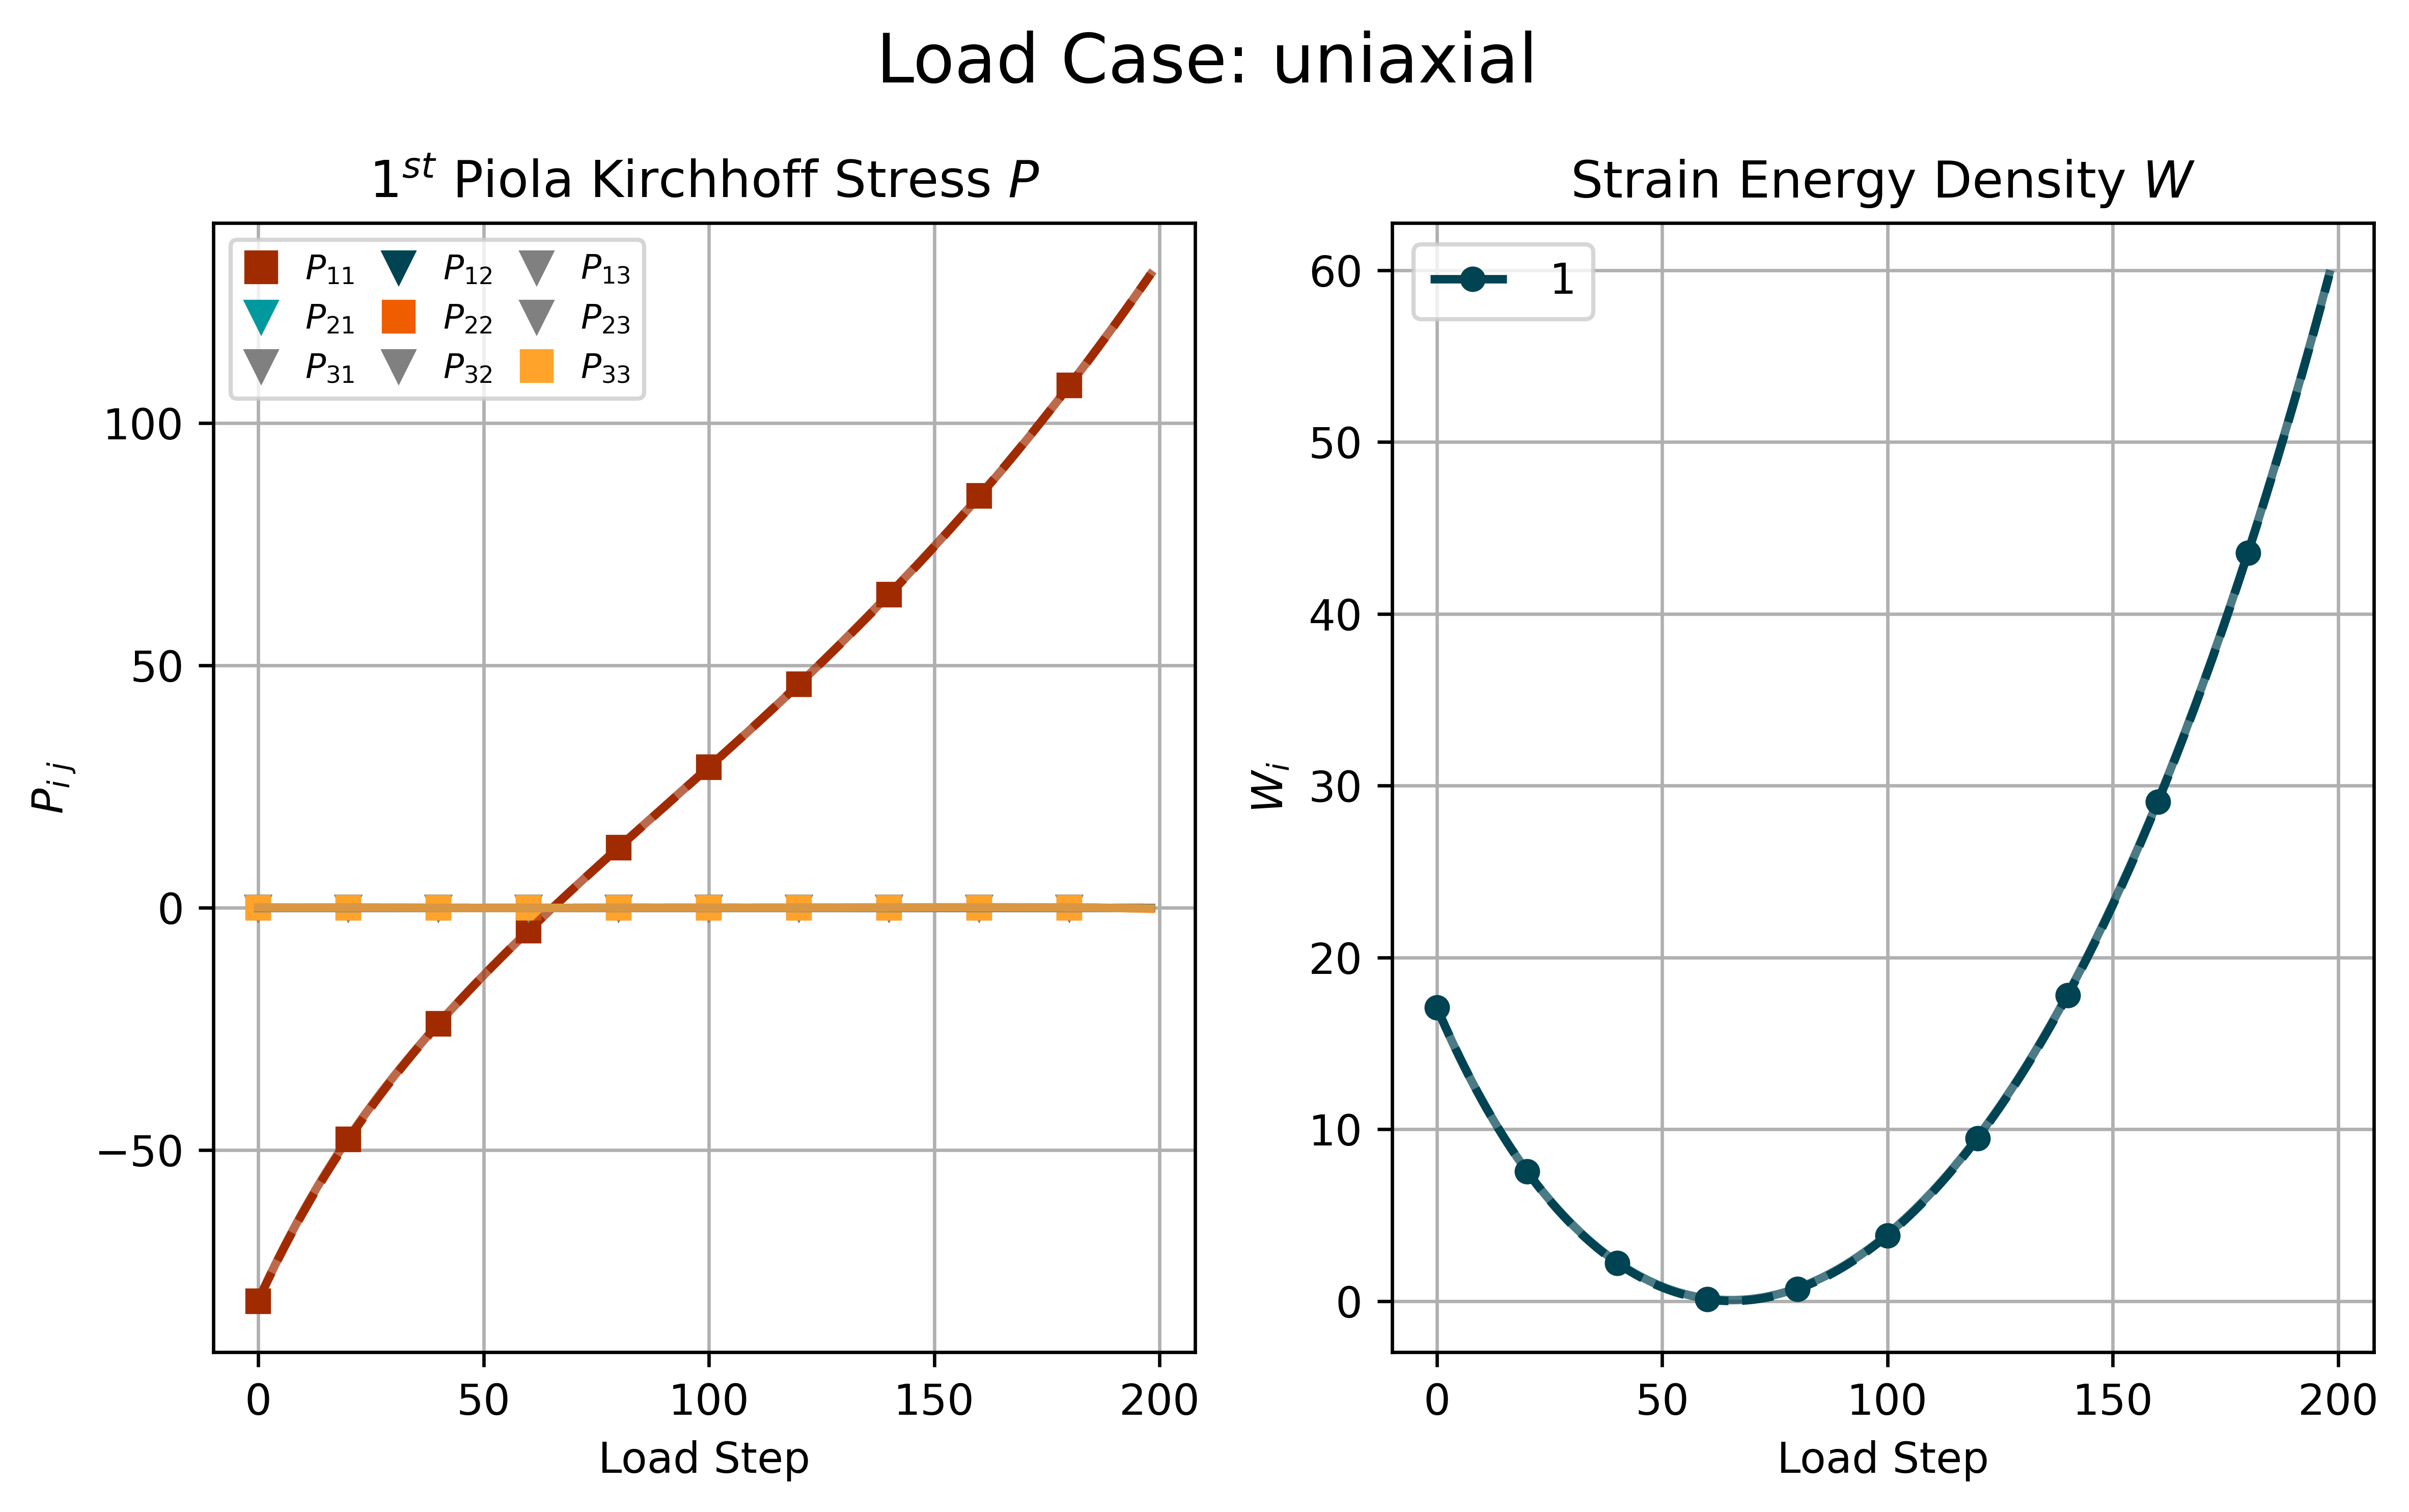 Load Case: uniaxial
1st Piola Kirchhoff Stress P
P11 P12 P13
P21 P22 P23
P31 P32 P33
100
50
0
−50
Pi j
0 50 100 150 200
Load Step
Strain Energy Density W
1
60
50
40
30
20
10
0
Wi
0 50 100 150 200
Load Step